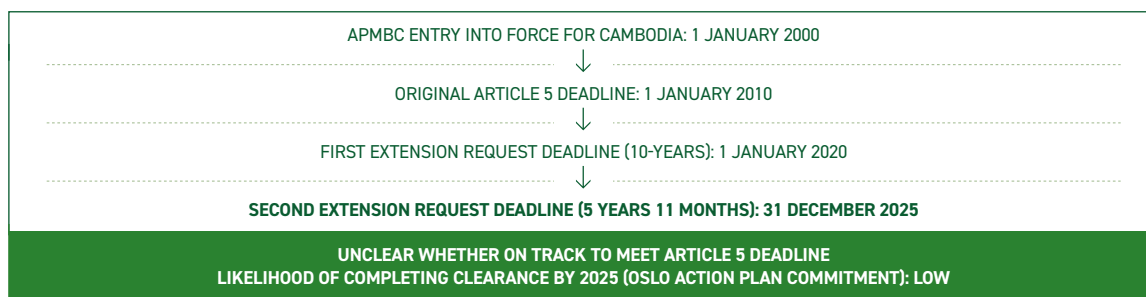 APMBC ENTRY INTO FORCE FOR CAMBODIA: 1 JANUARY 2000
ORIGINAL ARTICLE 5 DEADLINE: 1 JANUARY 2010
FIRST EXTENSION REQUEST DEADLINE (10-YEARS): 1 JANUARY 2020
SECOND EXTENSION REQUEST DEADLINE (5 YEARS 11 MONTHS): 31 DECEMBER 2025
UNCLEAR WHETHER ON TRACK TO MEET ARTICLE 5 DEADLINE
LIKELIHOOD OF COMPLETING CLEARANCE BY 2025 (OSLO ACTION PLAN COMMITMENT): LOW